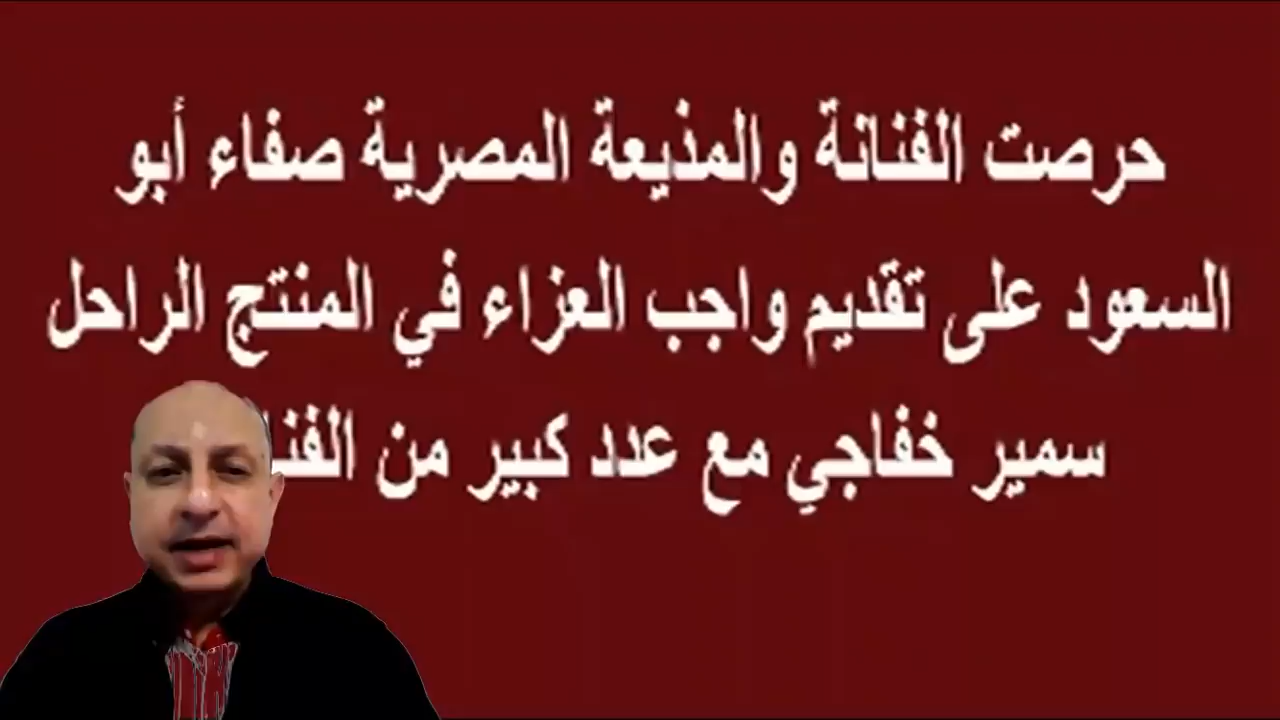 حرصت الفنانة والمذيعة المصرية صفاء أبو
السعود على تقديم واجب العزاء في المنتج الراحل
سمير خفاجي مع عدد كبير من